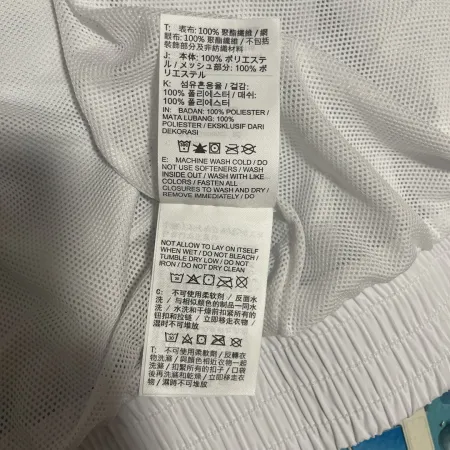 T: 表布: 100% 聚酯纖維 / 網
眼布: 100% 聚酯纖維 / 不包括
裝飾部分及非紡織材料
J: 本体: 100% ポリエステ
ル / メッシュ部分: 100% ポ
リエステル
K: 섬유혼용율 / 겉감:
100% 폴리에스터 / 매쉬:
100% 폴리에스터
IN: BADAN: 100% POLIESTER /
MATA LUBANG: 100%
POLIESTER / EKSKLUSIF DARI
DEKORASI
E: MACHINE WASH COLD / DO
NOT USE SOFTENERS / WASH
INSIDE OUT / WASH WITH LIKE
COLORS / FASTEN ALL
CLOSURES TO WASH AND DRY /
REMOVE IMMEDIATELY / DO
NOT ALLOW TO LAY ON ITSELF
WHEN WET / DO NOT BLEACH /
TUMBLE DRY LOW / DO NOT
IRON / DO NOT DRY CLEAN
C: 不可使用柔软剂 / 反面水
洗 / 与相似颜色的制品一同水
洗 / 水洗和干燥前扣紧所有的
钮扣和拉链 / 立即移走衣物 /
湿时不可堆放
T: 不可使用柔軟劑 / 反轉衣
物洗滌 / 與顏色相近衣物一起
洗滌 / 扣緊所有的扣子 / 口袋
後再洗滌和乾燥 / 立即移走衣
物 / 濕時不可堆放